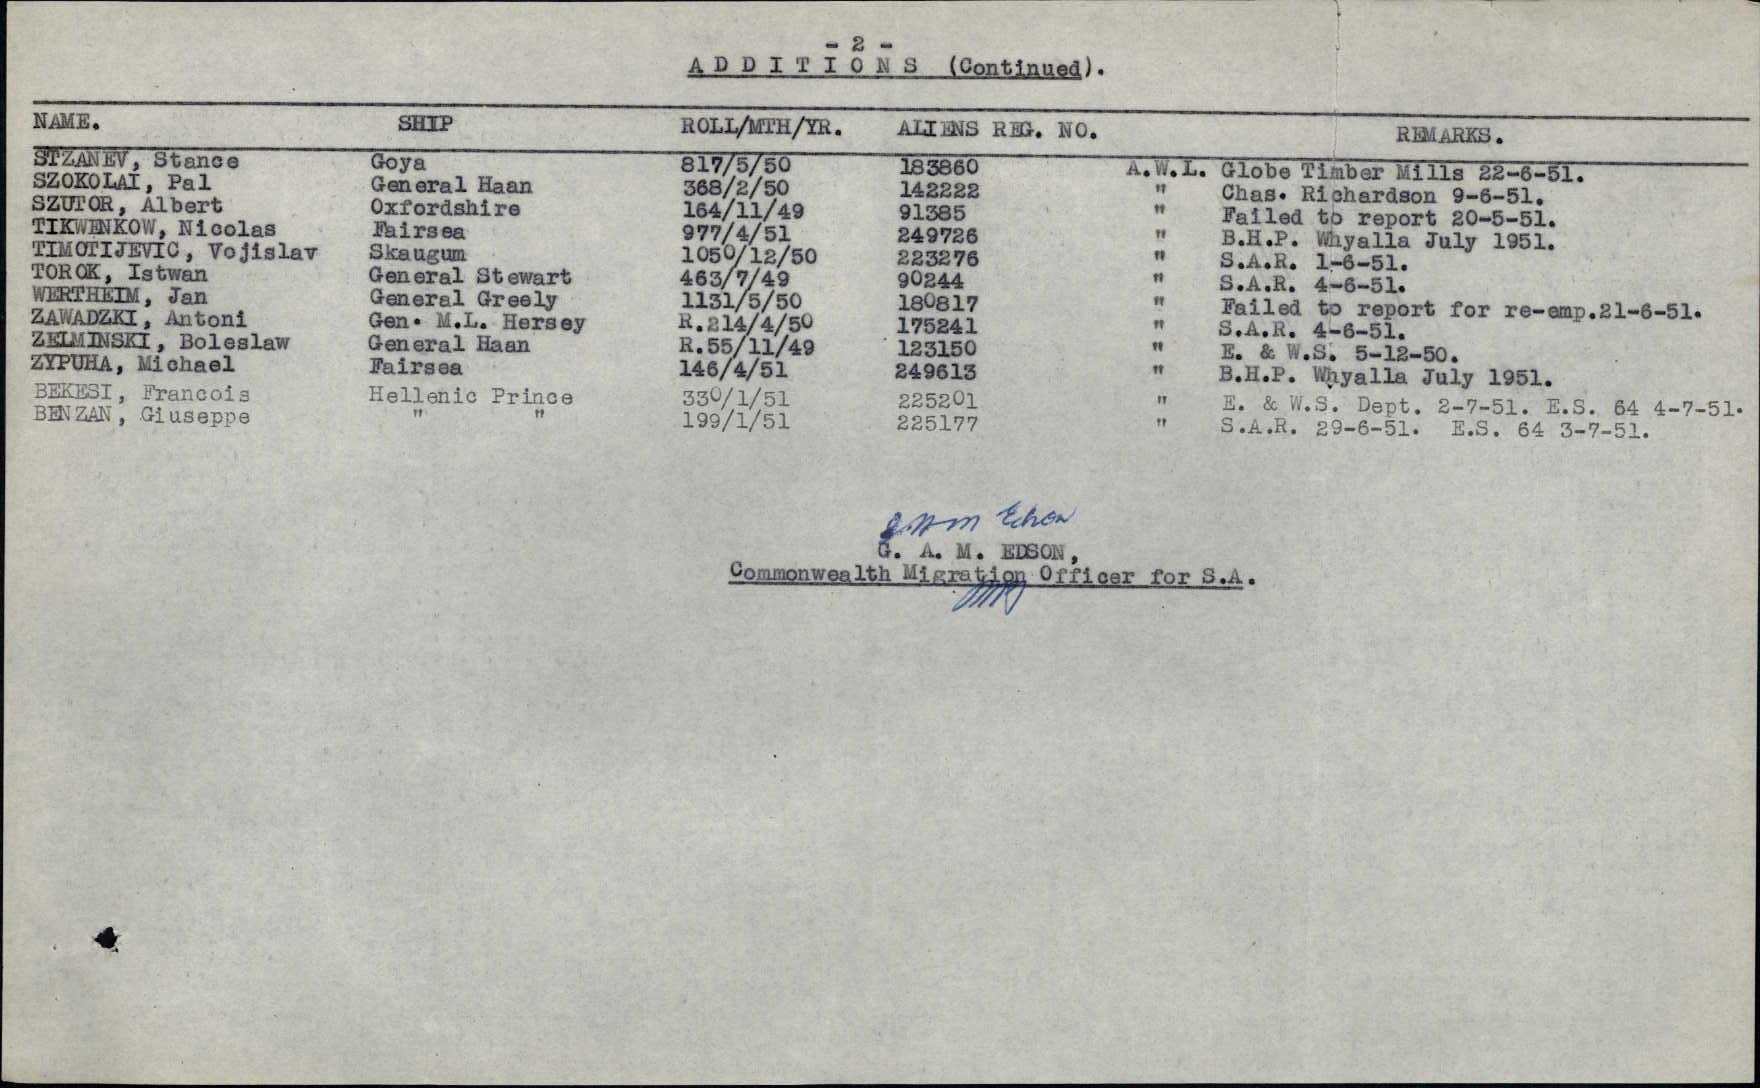 - 2 -
A D D I T I O N S (Continued).
NAME. SHIP ROLL/MTH/YR. ALIENS REG. NO. REMARKS.
STZANEV, Stance Goya 817/5/50 183860 A.W.L. Globe Timber Mills 22-6-51.
SZOKOLAI, Pal General Haan 368/2/50 142222 " Chas. Richardson 9-6-51.
SZUTOR, Albert Oxfordshire 164/11/49 91385 " Failed to report 20-5-51.
TIKWENKOW, Nicolas Fairsea 977/4/51 249726 " B.H.P. Whyalla July 1951.
TIMOTIJEVIC, Vojislav Skaugum 1050/12/50 223276 " S.A.R. 1-6-51.
TOROK, Istwan General Stewart 463/7/49 90244 " S.A.R. 4-6-51.
WERTHEIM, Jan General Greely 1131/5/50 180817 " Failed to report for re-emp.21-6-51.
ZAWADZKI, Antoni Gen. M.L. Hersey R.214/4/50 175241 " S.A.R. 4-6-51.
ZELMINSKI, Boleslaw General Haan R.55/11/49 123150 " E. & W.S. 5-12-50.
ZYPUHA, Michael Fairsea 146/4/51 249613 " B.H.P. Whyalla July 1951.
BEKESI, Francois Hellenic Prince 330/1/51 225201 " E. & W.S. Dept. 2-7-51. E.S. 64 4-7-51.
BENZAN, Giuseppe " " 199/1/51 225177 " S.A.R. 29-6-51. E.S. 64 3-7-51.
G. A. M. EDSON,
Commonwealth Migration Officer for S.A.